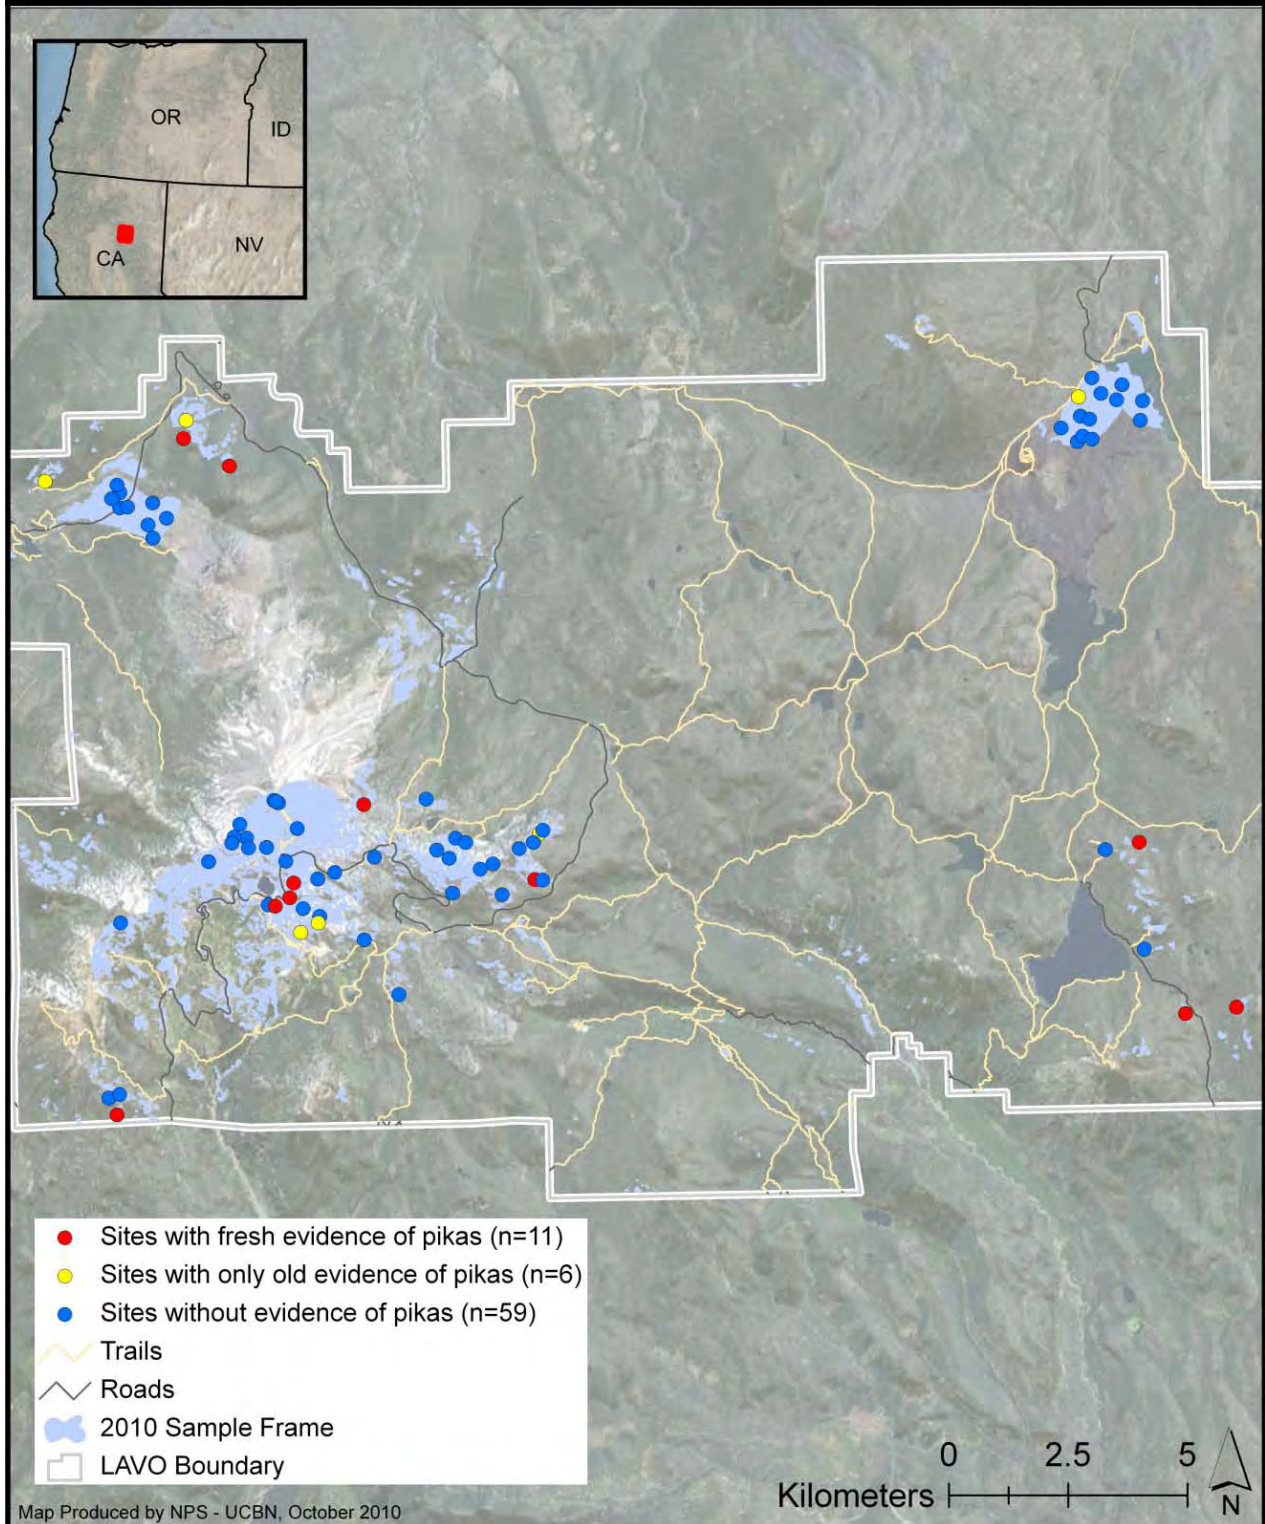 OR
ID
CA
NV
Sites with fresh evidence of pikas (n=11)
Sites with only old evidence of pikas (n=6)
Sites without evidence of pikas (n=59)
Trails
Roads
2010 Sample Frame
LAVO Boundary
Map Produced by NPS - UCBN, October 2010
0 2.5 5
Kilometers
N